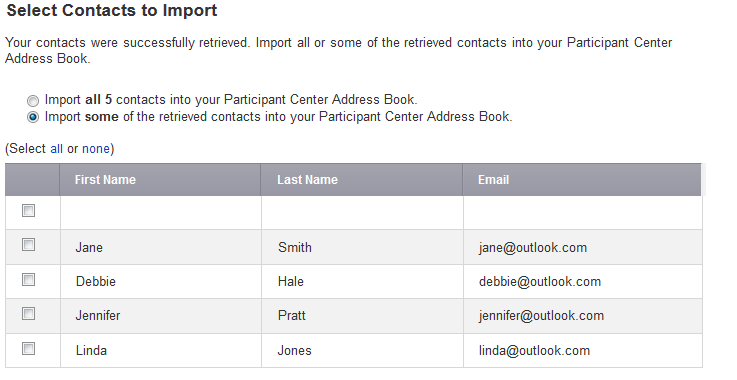 Select Contacts to Import
Your contacts were successfully retrieved. Import all or some of the retrieved contacts into your Participant Center
Address Book.
Import all 5 contacts into your Participant Center Address Book.
Import some of the retrieved contacts into your Participant Center Address Book.
(Select all or none)
First Name Last Name Email
Jane Smith jane@outlook.com
Debbie Hale debbie@outlook.com
Jennifer Pratt jennifer@outlook.com
Linda Jones linda@outlook.com